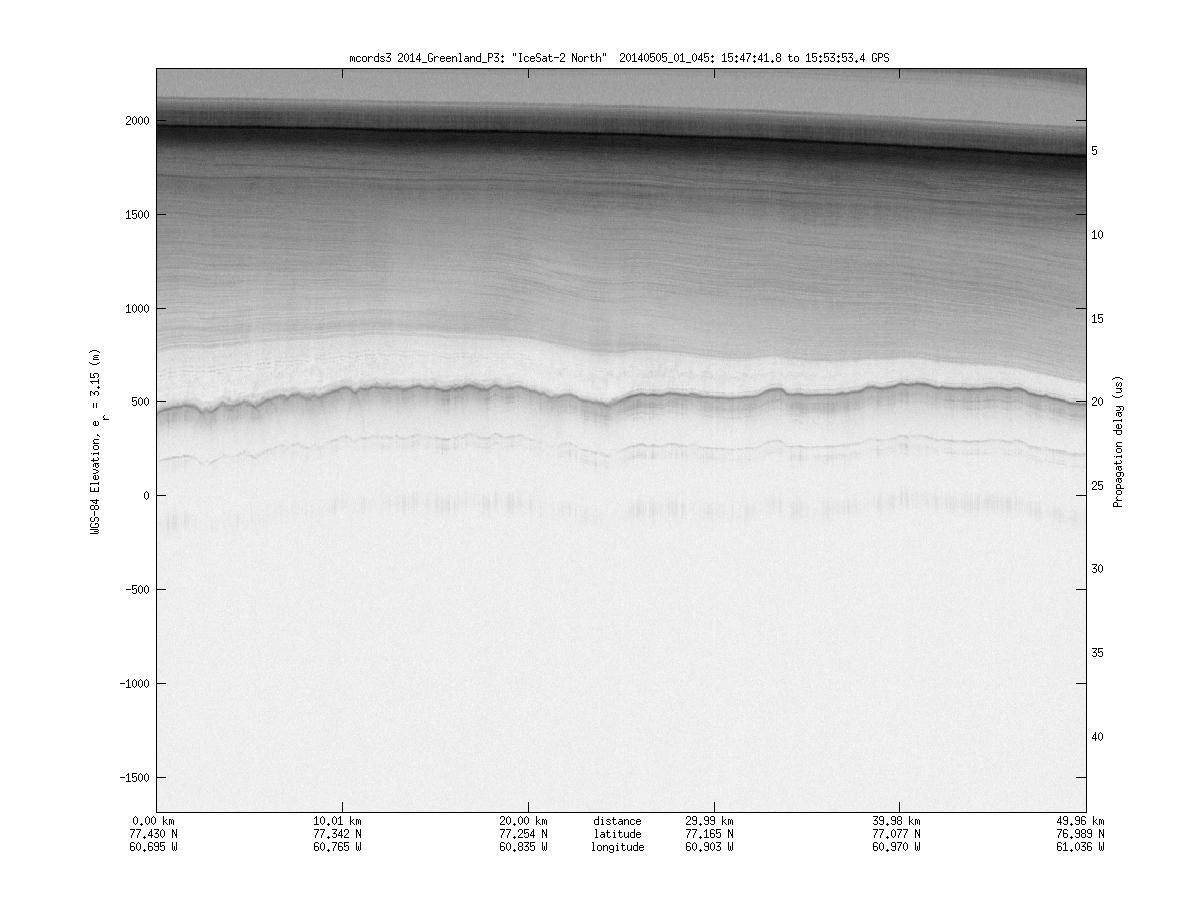 mcords3 2014_Greenland_P3: "IceSat-2 North"  20140505_01_045: 15:47:41.8 to 15:53:53.4 GPS
2000
1500
1000
500
0
-500
-1000
-1500
WGS-84 Elevation, e_r = 3.15 (m)
5
10
15
20
25
30
35
40
Propagation delay (us)
0.00 km 10.01 km 20.00 km distance 29.99 km 39.98 km 49.96 km
77.430 N 77.342 N 77.254 N latitude 77.165 N 77.077 N 76.989 N
60.695 W 60.765 W 60.835 W longitude 60.903 W 60.970 W 61.036 W